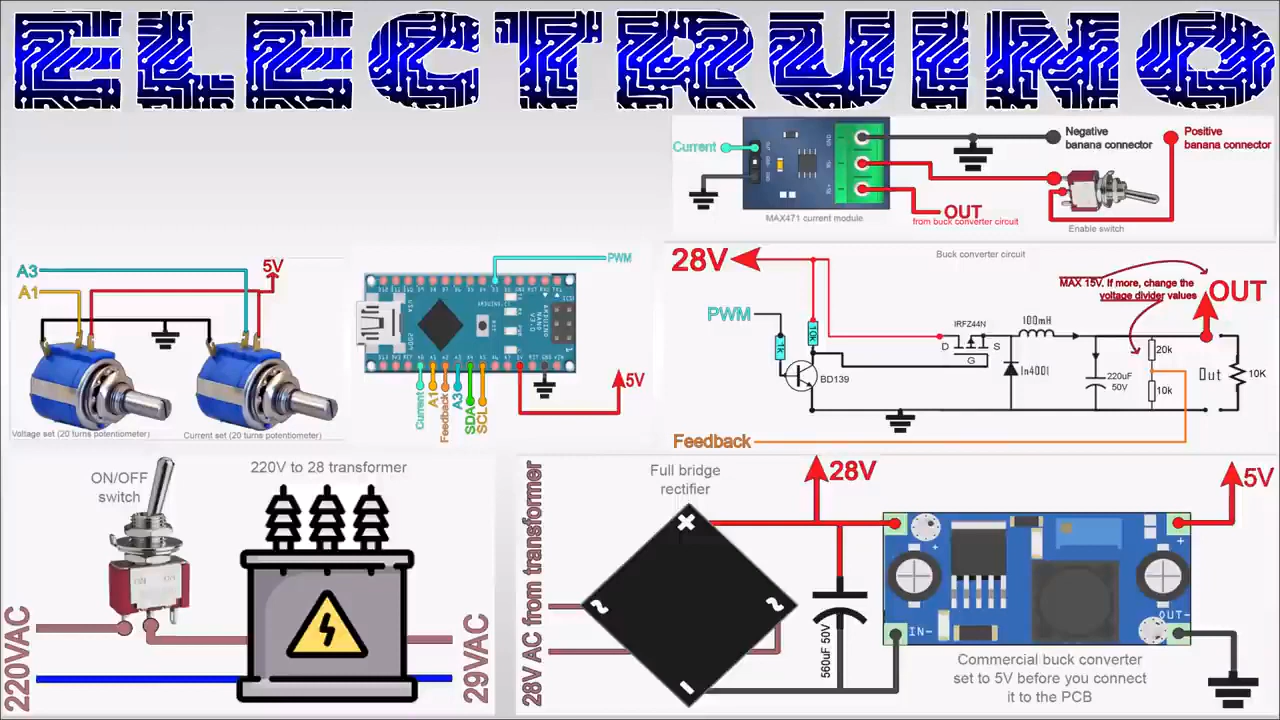 ELECTRUINO
Current
MAX471 current module
OUT
from buck converter circuit
Negative
banana connector
Positive
banana connector
Enable switch
A3
A1
5V
Voltage set (20 turns potentiometer)
Current set (20 turns potentiometer)
PWM
ARDUINO
NANO
V3.0
Current
A1
Feedback
A3
SDA
SCL
5V
Buck converter circuit
28V
PWM
1k
10k
BD139
IRFZ44N
D
S
G
100mH
1n4001
220uF
50V
MAX 15V. If more, change the
voltage divider values
OUT
20k
10k
Out
10K
Feedback
ON/OFF
switch
220V to 28 transformer
220VAC
29VAC
28V AC from transformer
Full bridge
rectifier
28V
560uF 50V
IN-
OUT-
5V
Commercial buck converter
set to 5V before you connect
it to the PCB